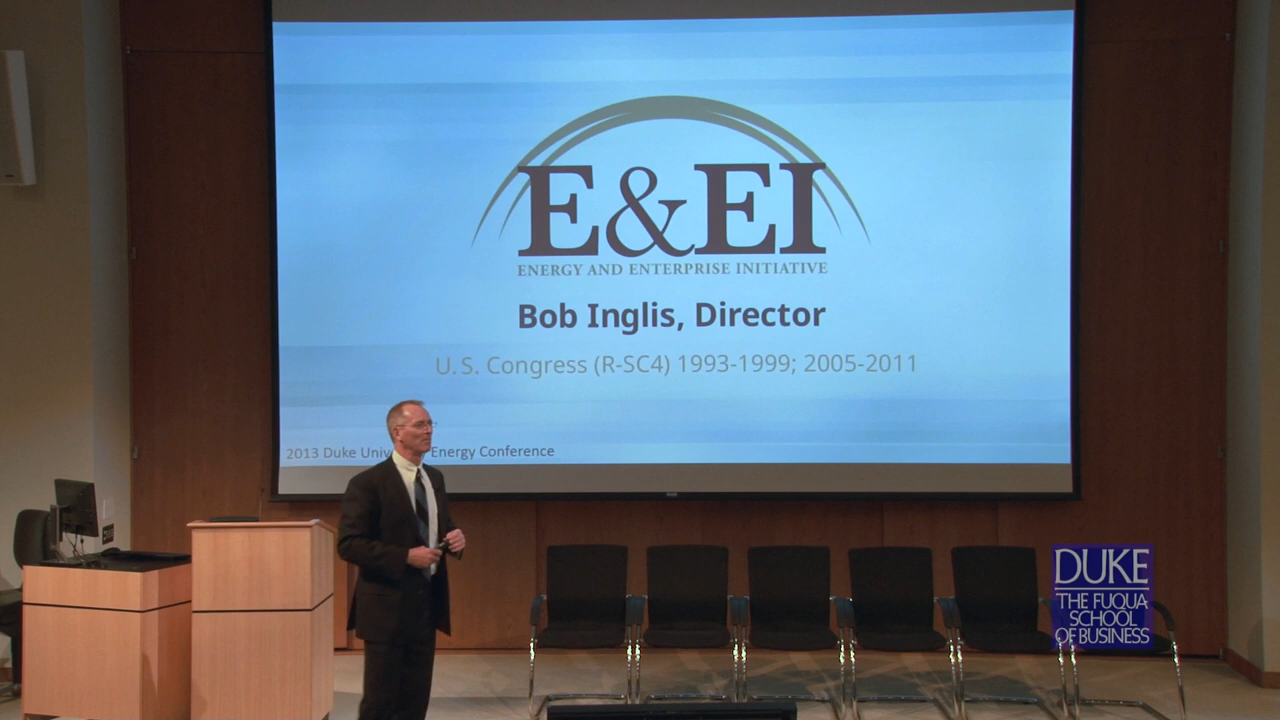 E&EI
ENERGY AND ENTERPRISE INITIATIVE
Bob Inglis, Director
U.S. Congress (R-SC4) 1993-1999; 2005-2011
2013 Duke Univ Energy Conference
DUKE
THE FUQUA
SCHOOL
OF BUSINESS